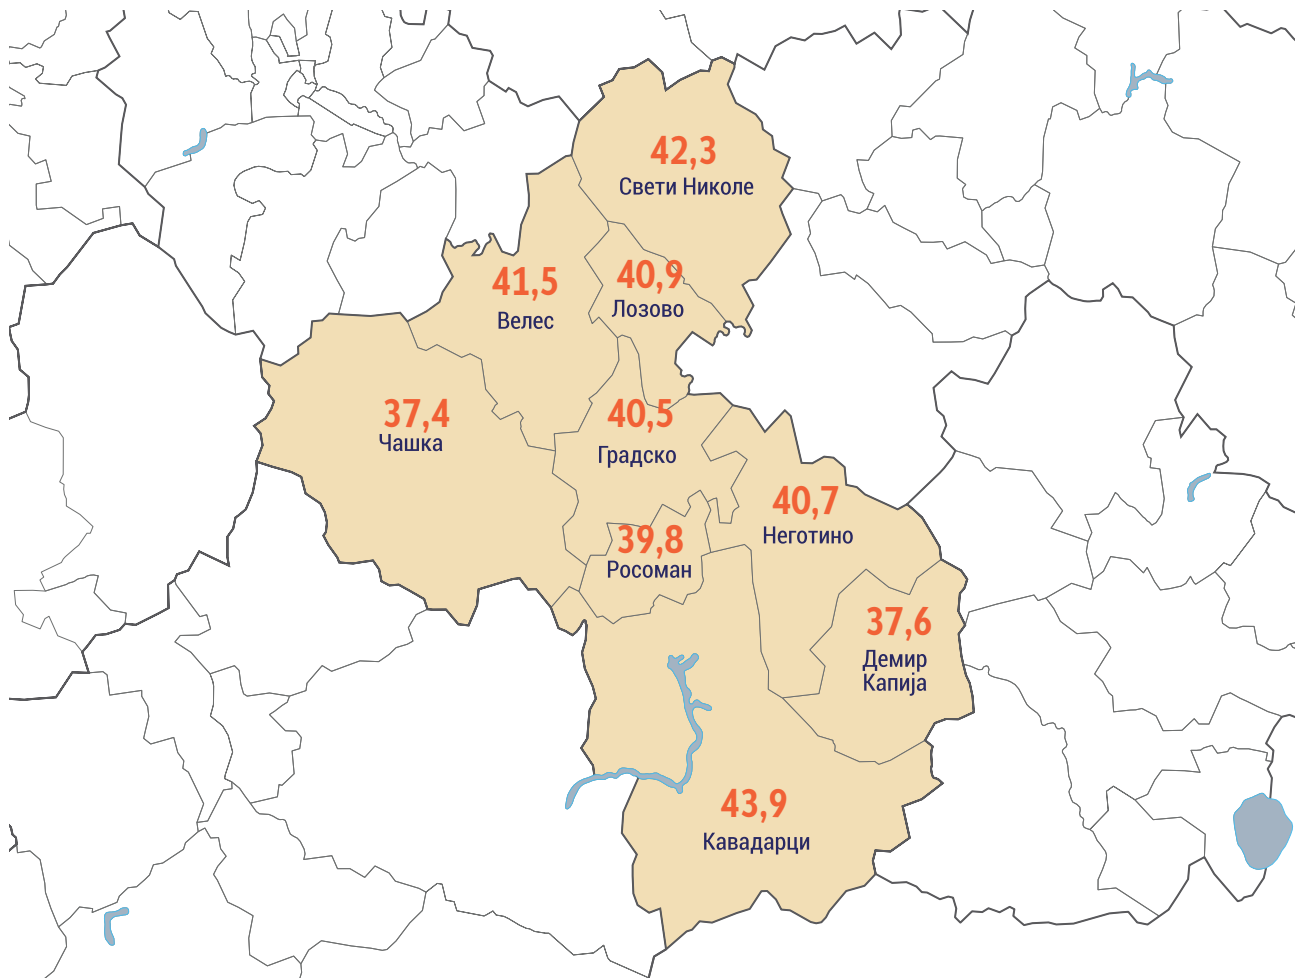 42,3
Свети Николе
41,5
Велес
40,9
Лозово
37,4
Чашка
40,5
Градско
40,7
Неготино
39,8
Росоман
37,6
Демир
Капија
43,9
Кавадарци